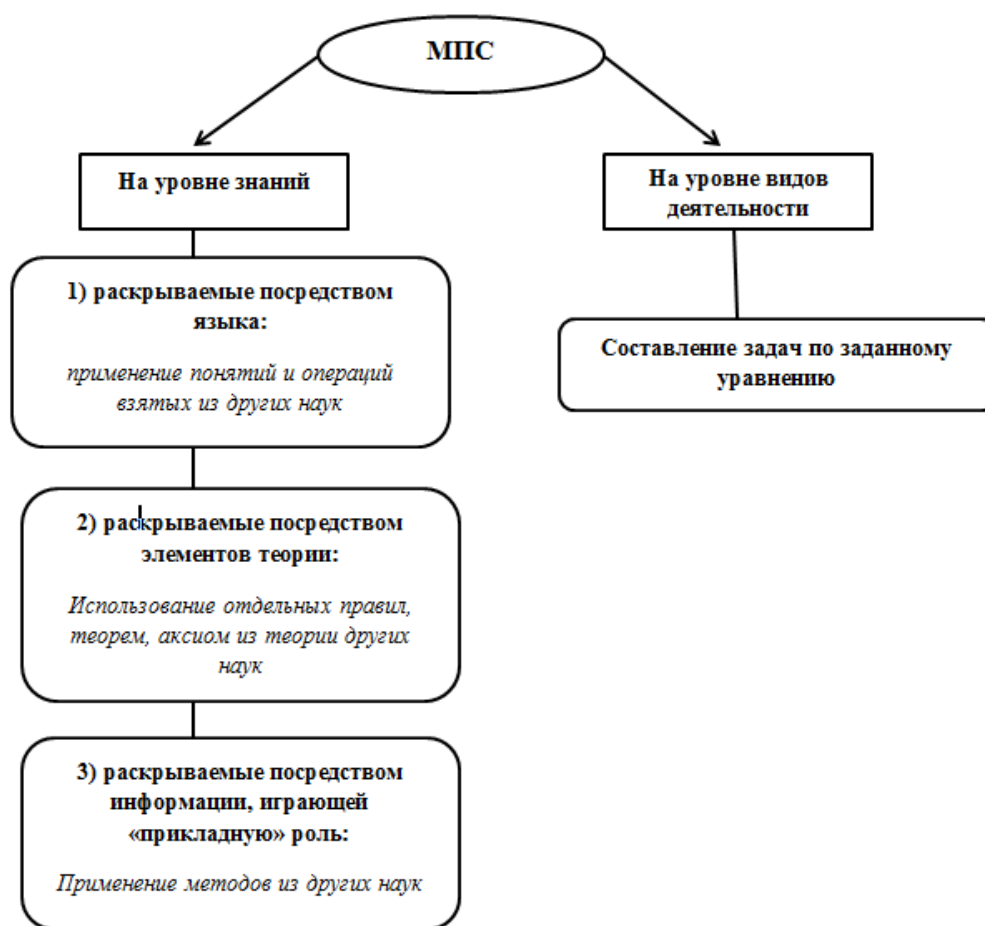 МПС
На уровне знаний
1) раскрываемые посредством
языка:
применение понятий и операций
взятых из других наук
2) раскрываемые посредством
элементов теории:
Использование отдельных правил,
теорем, аксиом из теории других
наук
3) раскрываемые посредством
информации, играющей
«прикладную» роль:
Применение методов из других наук
На уровне видов
деятельности
Составление задач по заданному
уравнению